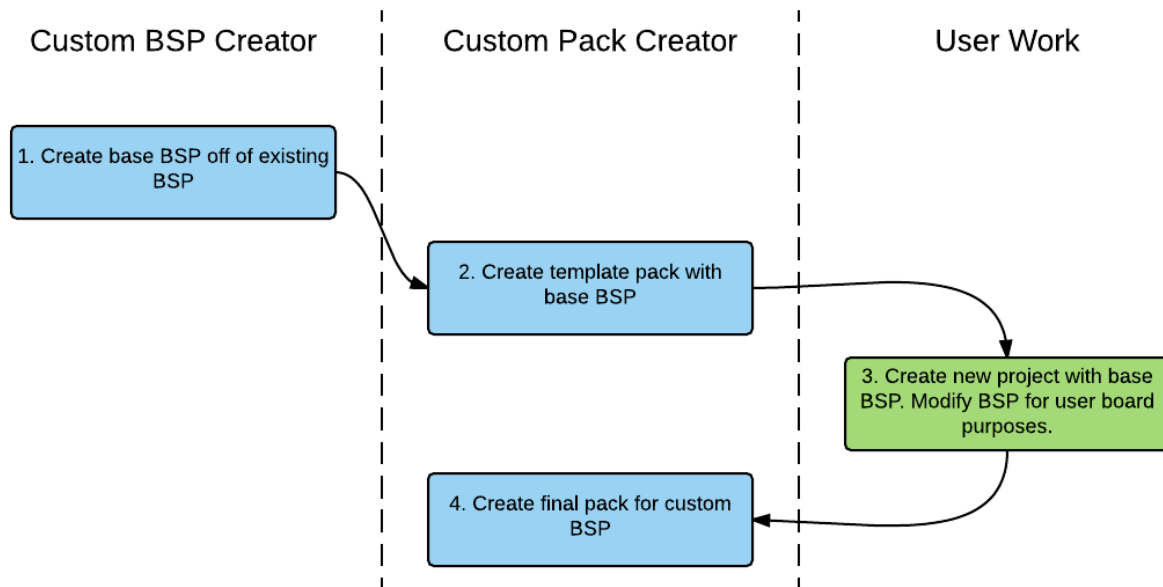 Custom BSP Creator
Custom Pack Creator
User Work
1. Create base BSP off of existing
BSP
2. Create template pack with
base BSP
3. Create new project with base
BSP. Modify BSP for user board
purposes.
4. Create final pack for custom
BSP